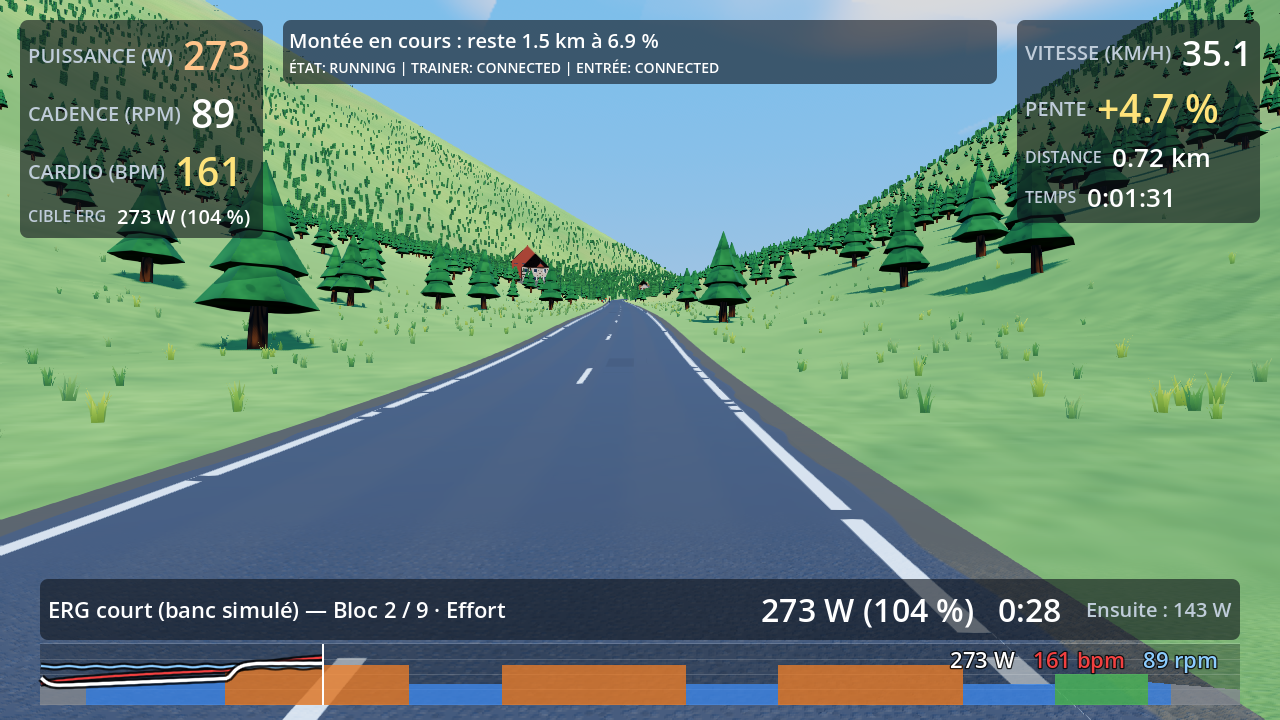 PUISSANCE (W) 273
CADENCE (RPM) 89
CARDIO (BPM) 161
CIBLE ERG 273 W (104 %)
Montée en cours : reste 1.5 km à 6.9 %
ÉTAT: RUNNING | TRAINER: CONNECTED | ENTRÉE: CONNECTED
VITESSE (KM/H) 35.1
PENTE +4.7 %
DISTANCE 0.72 km
TEMPS 0:01:31
ERG court (banc simulé) — Bloc 2 / 9 · Effort 273 W (104 %) 0:28 Ensuite : 143 W
273 W 161 bpm 89 rpm